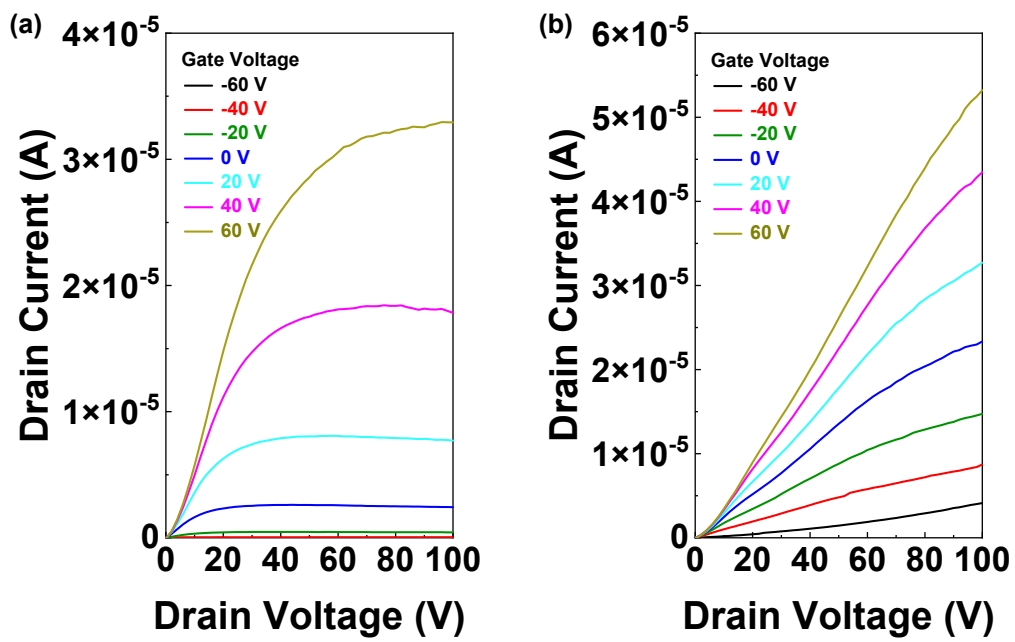 (a)
Drain Current (A)
4×10⁻⁵
3×10⁻⁵
2×10⁻⁵
1×10⁻⁵
0
Gate Voltage
-60 V
-40 V
-20 V
0 V
20 V
40 V
60 V
0 20 40 60 80 100
Drain Voltage (V)
(b)
Drain Current (A)
6×10⁻⁵
5×10⁻⁵
4×10⁻⁵
3×10⁻⁵
2×10⁻⁵
1×10⁻⁵
0
Gate Voltage
-60 V
-40 V
-20 V
0 V
20 V
40 V
60 V
0 20 40 60 80 100
Drain Voltage (V)